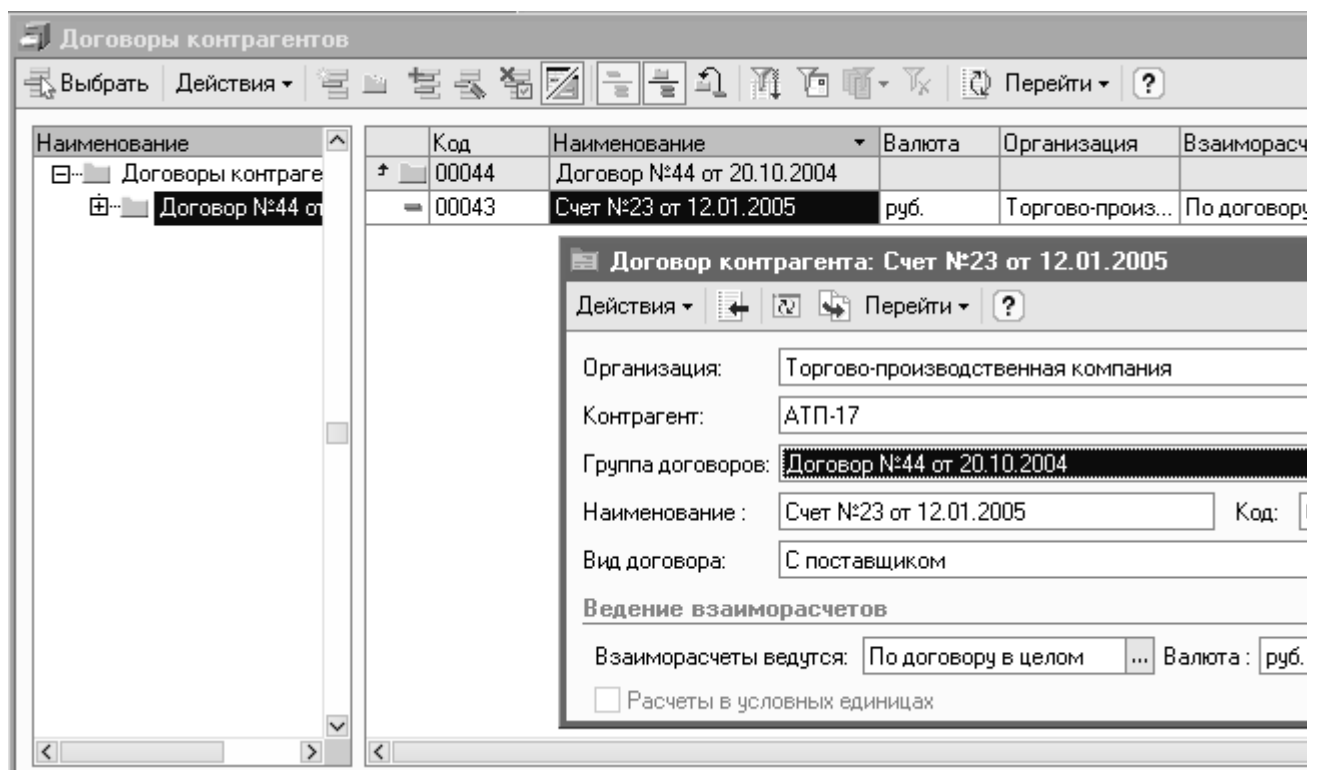 Договоры контрагентов
Выбрать Действия Перейти ?
Наименование
Договоры контраге
Договор №44 от
Код Наименование Валюта Организация Взаиморасч
00044 Договор №44 от 20.10.2004
00043 Счет №23 от 12.01.2005 руб. Торгово-произ... По договору
Договор контрагента: Счет №23 от 12.01.2005
Действия Перейти ?
Организация: Торгово-производственная компания
Контрагент: АТП-17
Группа договоров: Договор №44 от 20.10.2004
Наименование : Счет №23 от 12.01.2005 Код:
Вид договора: С поставщиком
Ведение взаиморасчетов
Взаиморасчеты ведутся: По договору в целом ... Валюта : руб.
Расчеты в условных единицах